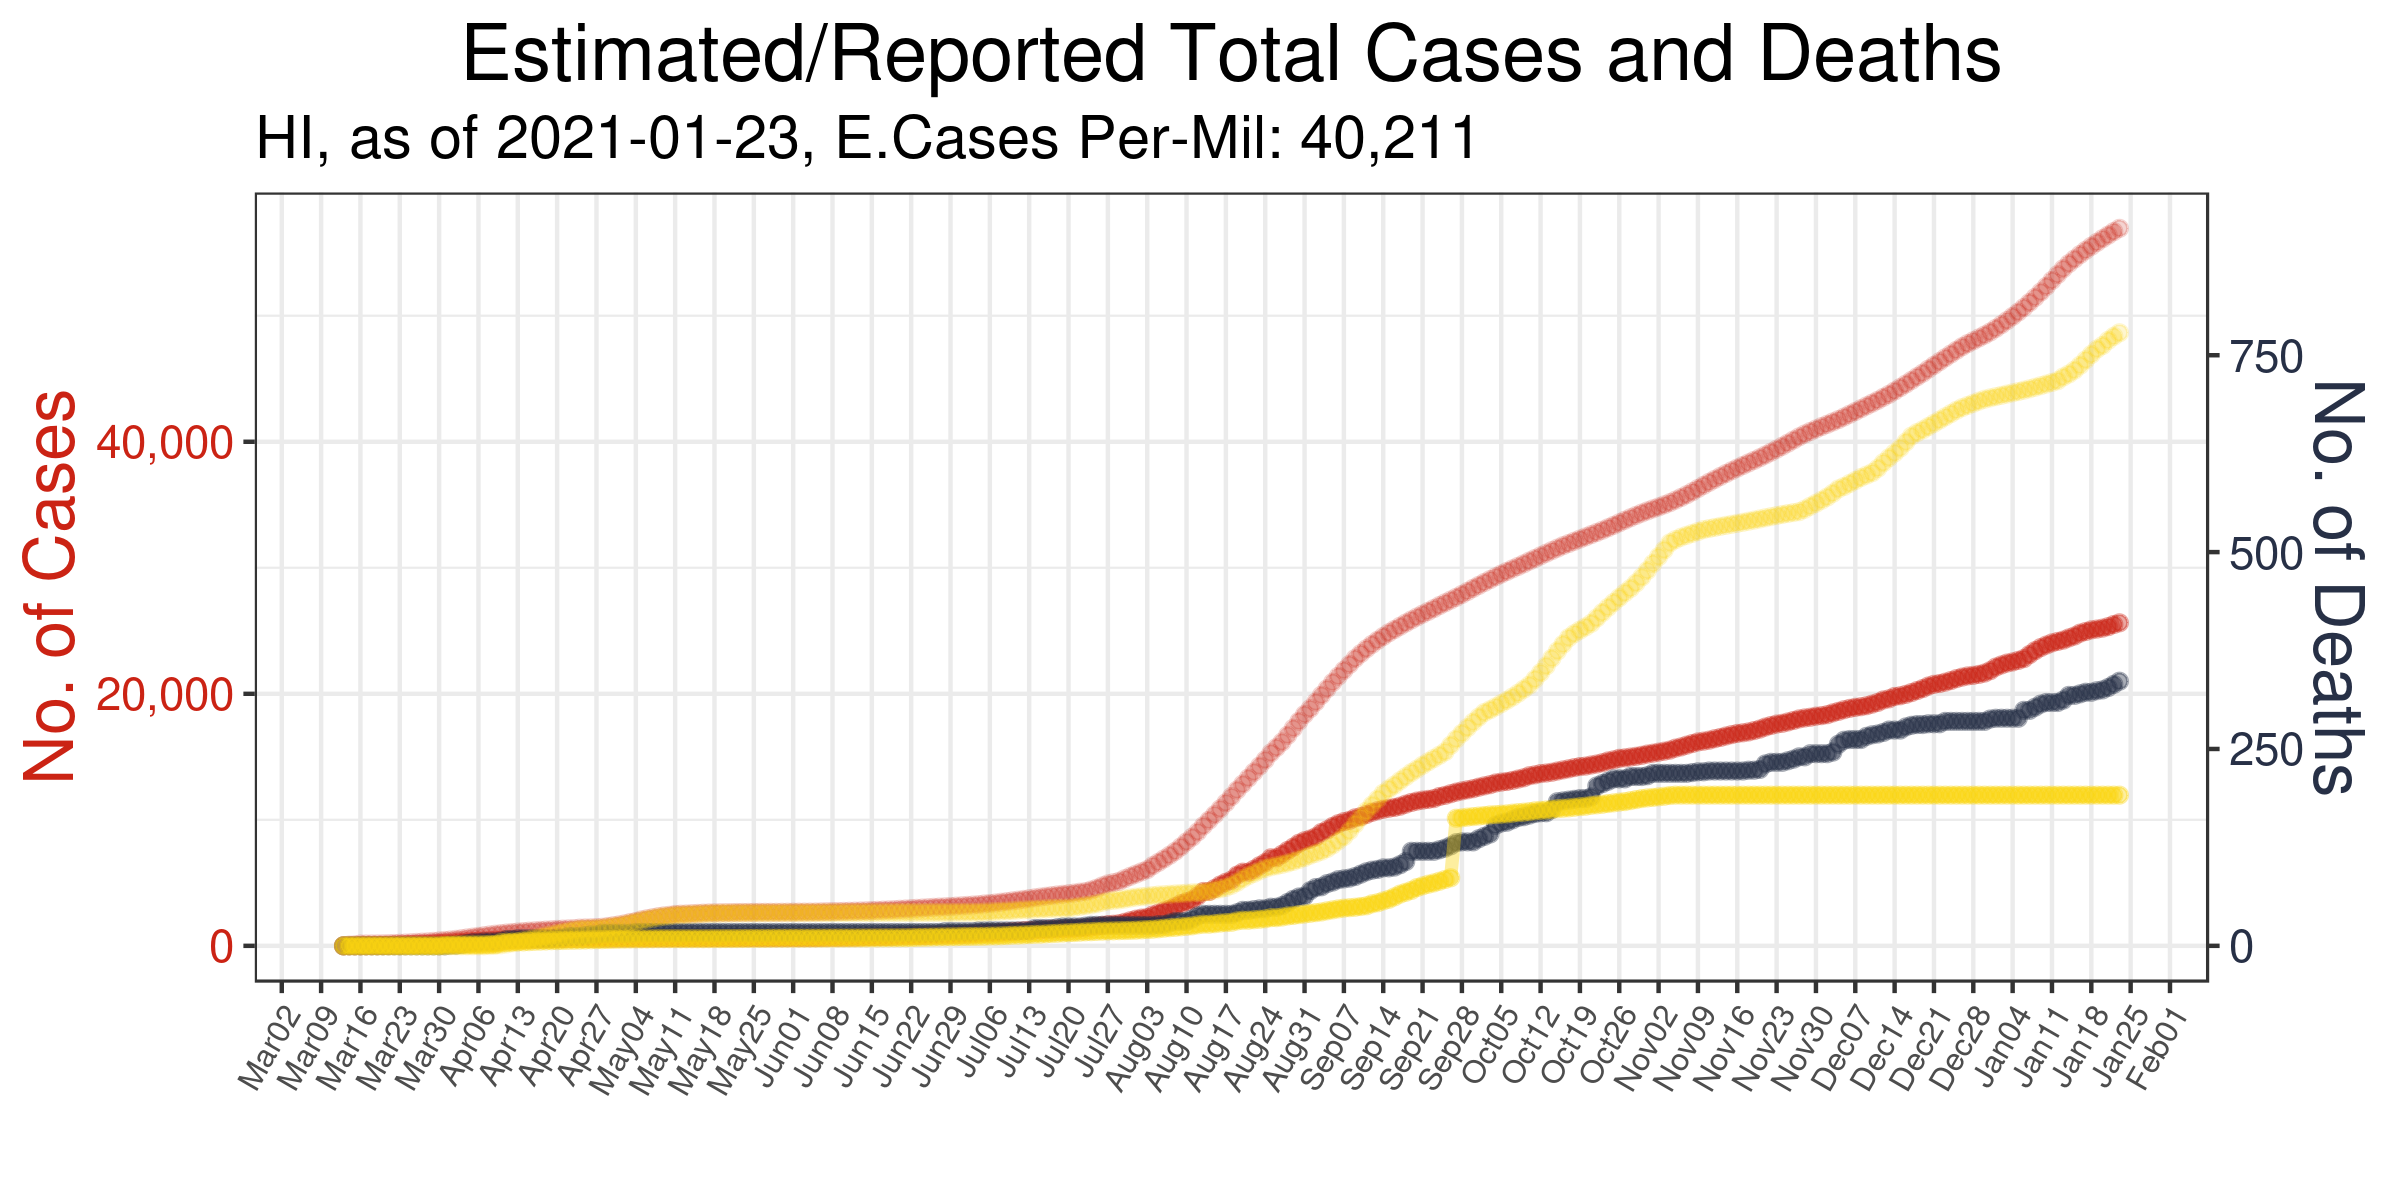 Estimated/Reported Total Cases and Deaths
HI, as of 2021-01-23, E.Cases Per-Mil: 40,211
No. of Cases
40,000
20,000
0
750
500
250
0
No. of Deaths
Mar02
Mar09
Mar16
Mar23
Mar30
Apr06
Apr13
Apr20
Apr27
May04
May11
May18
May25
Jun01
Jun08
Jun15
Jun22
Jun29
Jul06
Jul13
Jul20
Jul27
Aug03
Aug10
Aug17
Aug24
Aug31
Sep07
Sep14
Sep21
Sep28
Oct05
Oct12
Oct19
Oct26
Nov02
Nov09
Nov16
Nov23
Nov30
Dec07
Dec14
Dec21
Dec28
Jan04
Jan11
Jan18
Jan25
Feb01